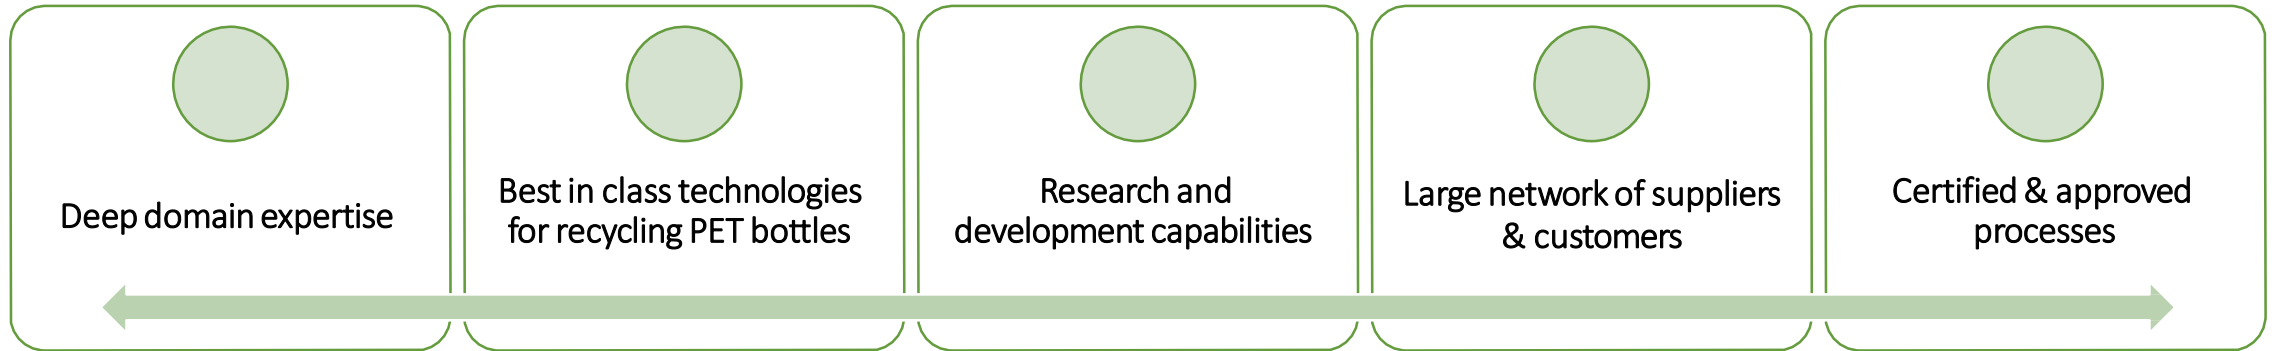 Deep domain expertise
Best in class technologies
for recycling PET bottles
Research and
development capabilities
Large network of suppliers
& customers
Certified & approved
processes